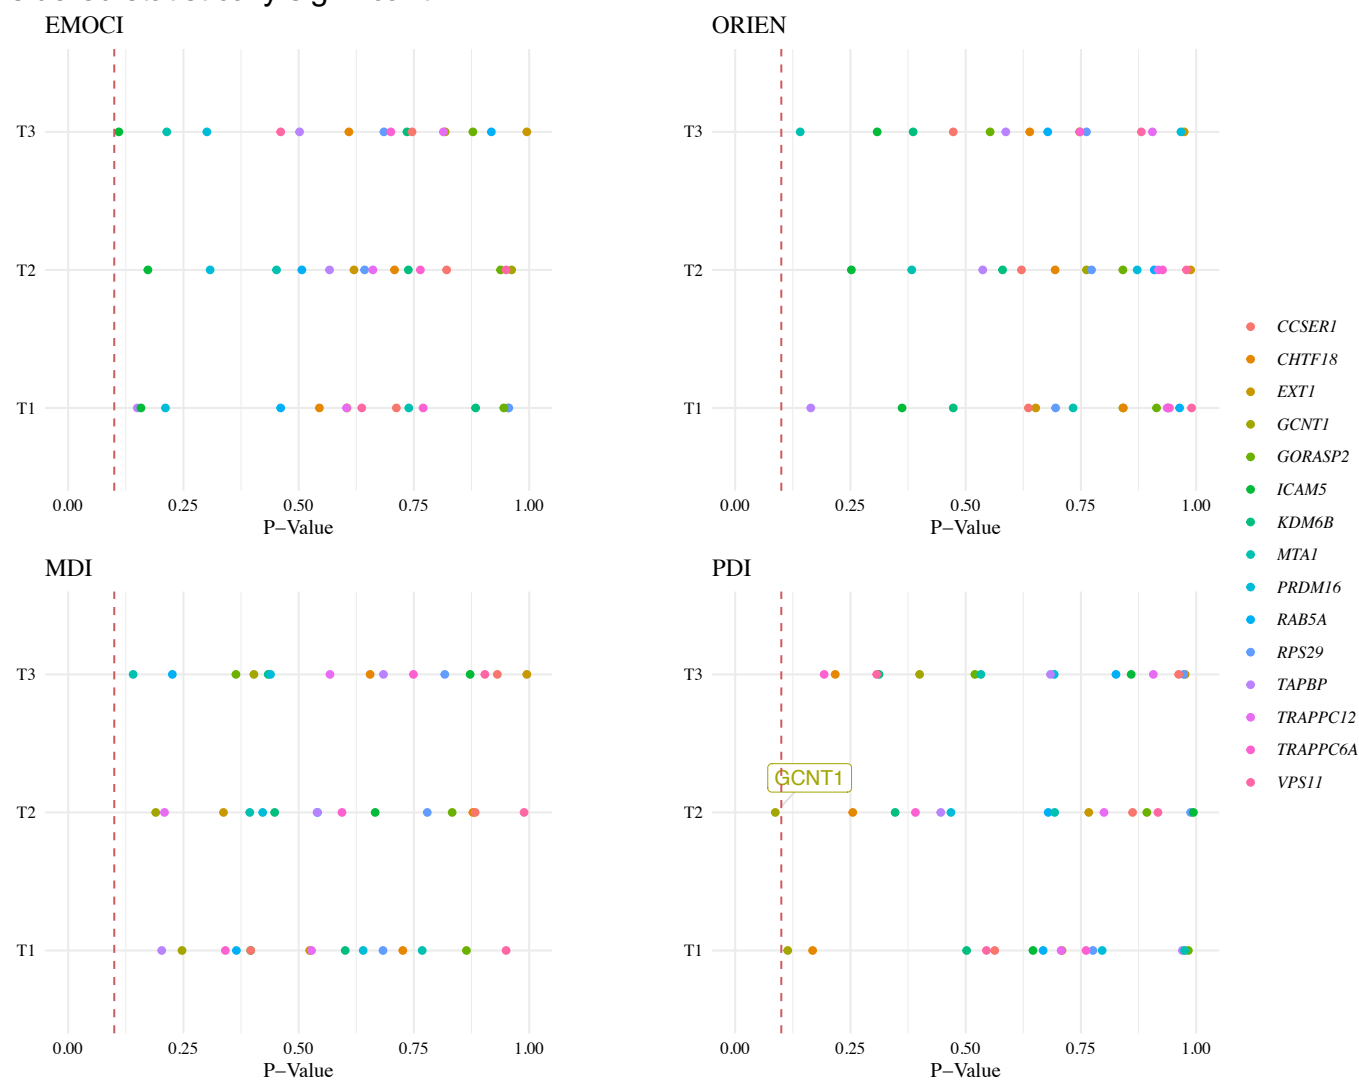 EMOCI
T3
T2
T1
0.00 0.25 0.50 0.75 1.00
P−Value
ORIEN
T3
T2
T1
0.00 0.25 0.50 0.75 1.00
P−Value
MDI
T3
T2
T1
0.00 0.25 0.50 0.75 1.00
P−Value
PDI
T3
GCNT1
T2
T1
0.00 0.25 0.50 0.75 1.00
P−Value
CCSER1
CHTF18
EXT1
GCNT1
GORASP2
ICAM5
KDM6B
MTA1
PRDM16
RAB5A
RPS29
TAPBP
TRAPPC12
TRAPPC6A
VPS11